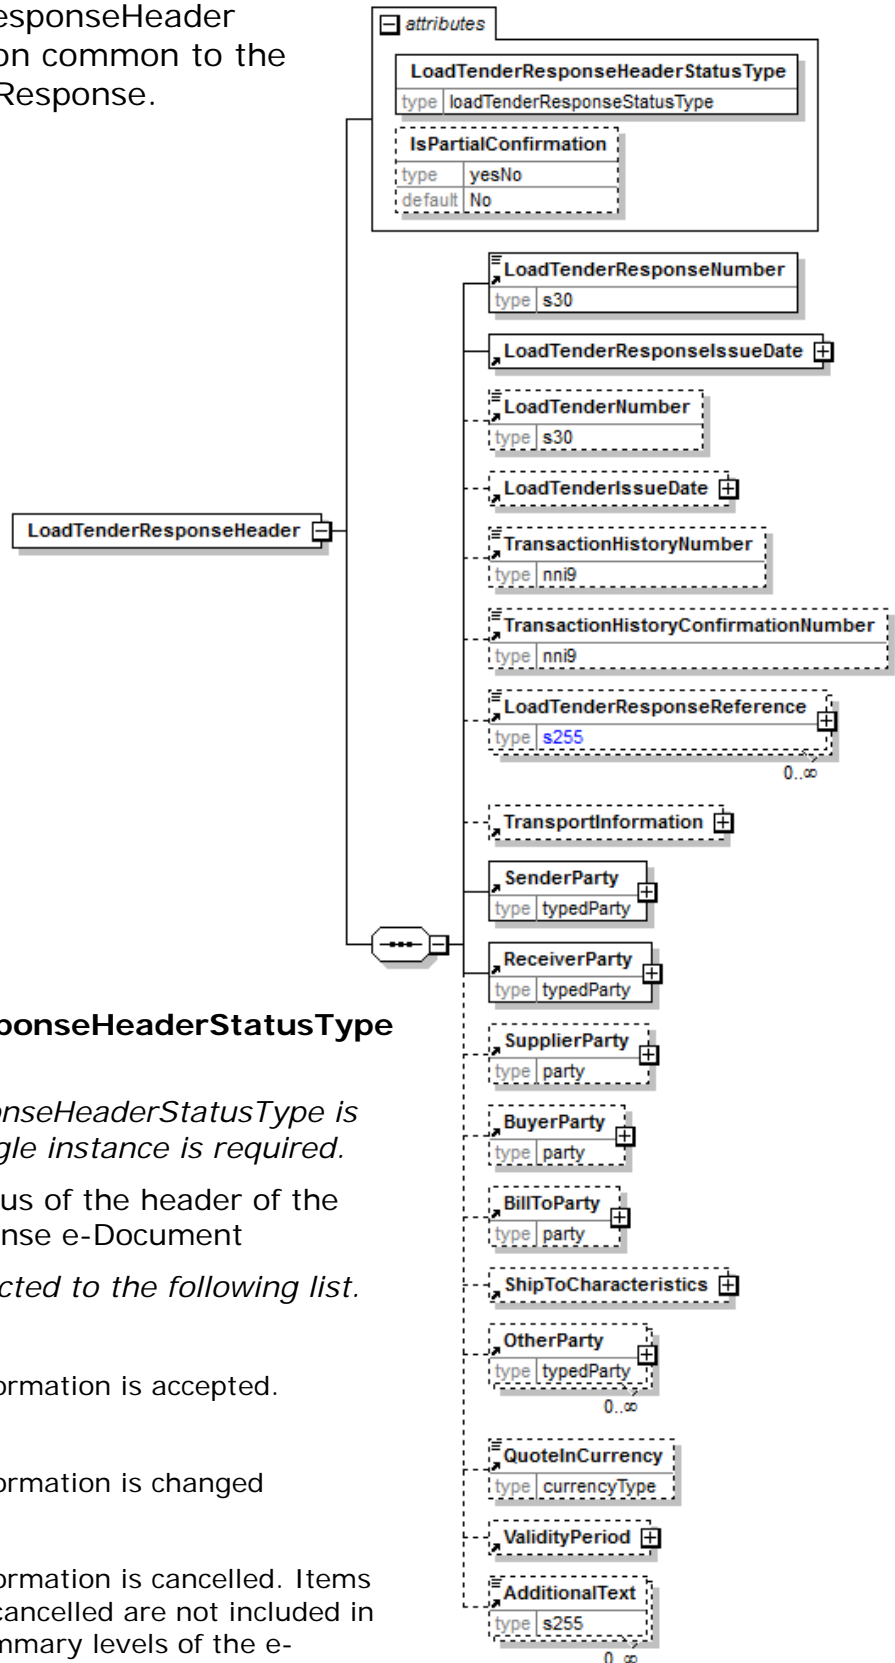 esponseHeader
on common to the
Response.
attributes
LoadTenderResponseHeaderStatusType
type loadTenderResponseStatusType
IsPartialConfirmation
type yesNo
default No
LoadTenderResponseNumber
type s30
LoadTenderResponseIssueDate
LoadTenderNumber
type s30
LoadTenderIssueDate
LoadTenderResponseHeader
TransactionHistoryNumber
type nni9
TransactionHistoryConfirmationNumber
type nni9
LoadTenderResponseReference
type s255
0..∞
TransportInformation
SenderParty
type typedParty
ReceiverParty
type typedParty
SupplierParty
type party
BuyerParty
type party
BillToParty
type party
ShipToCharacteristics
OtherParty
type typedParty
0..∞
QuoteInCurrency
type currencyType
ValidityPeriod
AdditionalText
type s255
0..∞
ponseHeaderStatusType
onseHeaderStatusType is
gle instance is required.
us of the header of the
nse e-Document
cted to the following list.
ormation is accepted.
ormation is changed
ormation is cancelled. Items
cancelled are not included in
mmary levels of the e-